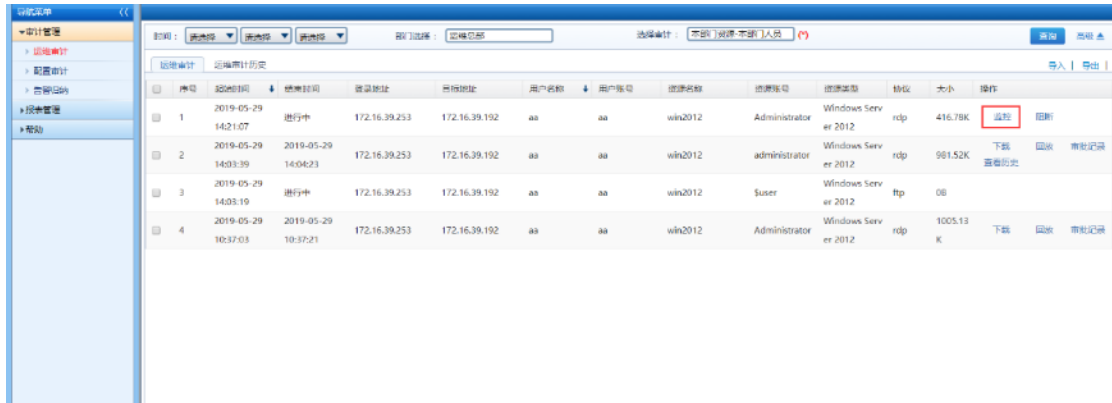 导航菜单 《
审计管理
运维审计
配置审计
告警归纳
报表管理
帮助
时间： 请选择 请选择 请选择 部门选择： 运维总部 选择审计： 本部门资源-本部门人员 (*) 查询 高级
运维审计 运维审计历史 导入 | 导出 |
序号 起始时间 结束时间 登录地址 目标地址 用户名称 用户账号 资源名称 资源账号 资源类型 协议 大小 操作
1 2019-05-29 14:21:07 进行中 172.16.39.253 172.16.39.192 aa aa win2012 Administrator Windows Server 2012 rdp 416.78K 监控 阻断
2 2019-05-29 14:03:39 2019-05-29 14:04:23 172.16.39.253 172.16.39.192 aa aa win2012 administrator Windows Server 2012 rdp 981.52K 下载 回放 审批记录 查看历史
3 2019-05-29 14:03:19 进行中 172.16.39.253 172.16.39.192 aa aa win2012 $user Windows Server 2012 ftp 0B
4 2019-05-29 10:37:03 2019-05-29 10:37:21 172.16.39.253 172.16.39.192 aa aa win2012 Administrator Windows Server 2012 rdp 1005.13K 下载 回放 审批记录